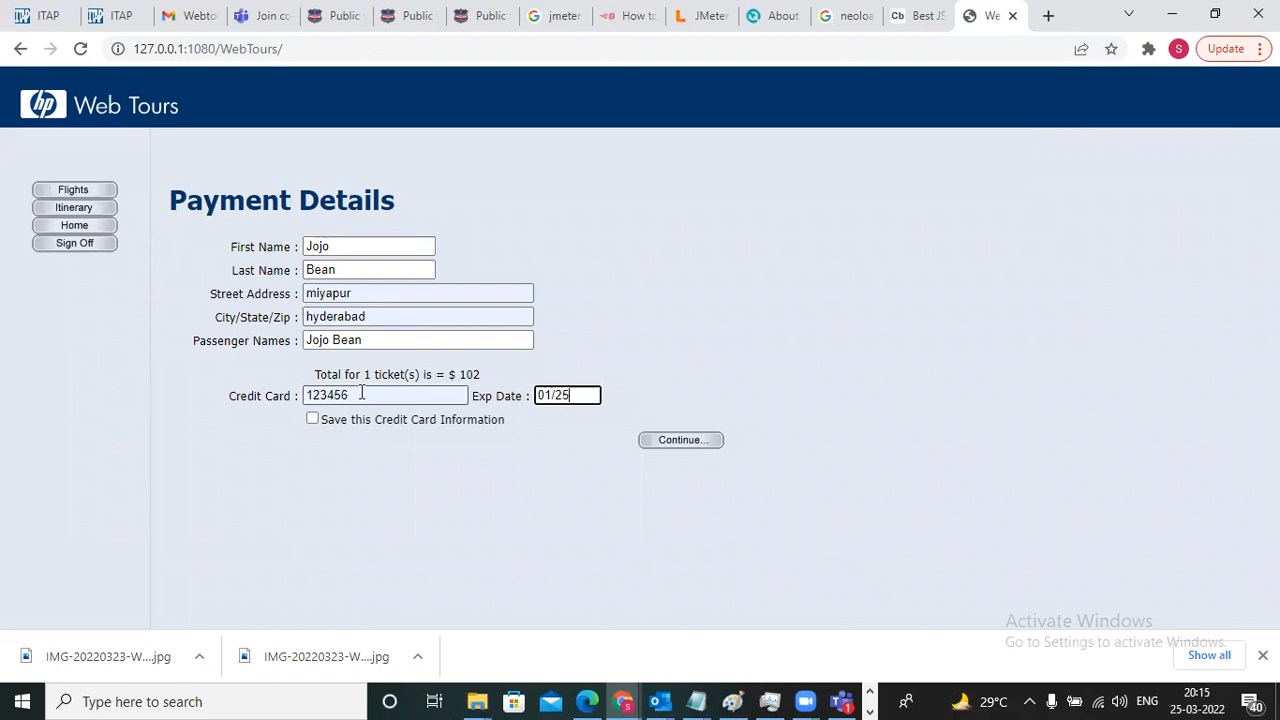 ITAP ITAP Webto Join co Public Public Public jmeter How to JMeter About neoloa Cb Best JS We
127.0.0.1:1080/WebTours/ S Update
hp Web Tours
Flights
Itinerary
Home
Sign Off
Payment Details
First Name : Jojo
Last Name : Bean
Street Address : miyapur
City/State/Zip : hyderabad
Passenger Names : Jojo Bean
Total for 1 ticket(s) is = $ 102
Credit Card : 123456 Exp Date : 01/25
Save this Credit Card Information
Continue...
Activate Windows
Go to Settings to activate Windows.
IMG-20220323-W....jpg IMG-20220323-W....jpg Show all
Type here to search 29°C ENG 20:15
25-03-2022 40